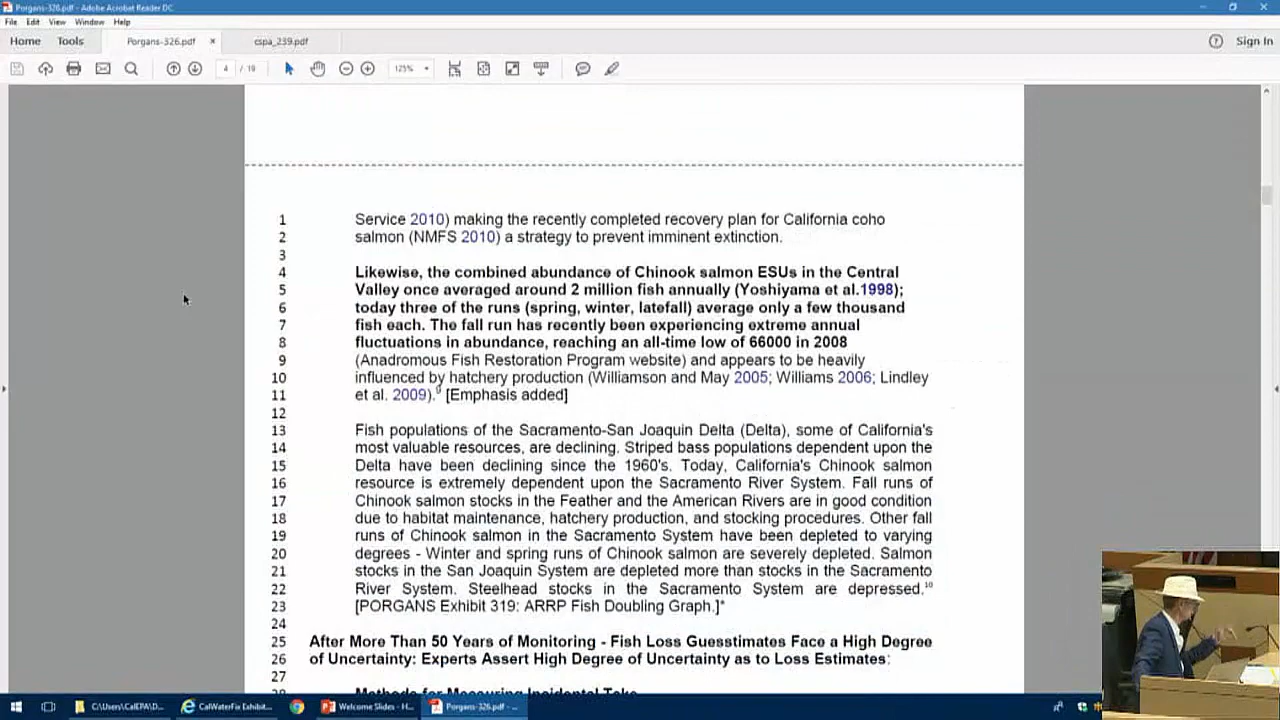 Porgans-326.pdf - Adobe Acrobat Reader DC
File Edit View Window Help
Home Tools Porgans-326.pdf × cspa_239.pdf Sign In
4 / 19 125%
1 Service 2010) making the recently completed recovery plan for California coho
2 salmon (NMFS 2010) a strategy to prevent imminent extinction.
3
4 Likewise, the combined abundance of Chinook salmon ESUs in the Central
5 Valley once averaged around 2 million fish annually (Yoshiyama et al.1998);
6 today three of the runs (spring, winter, latefall) average only a few thousand
7 fish each. The fall run has recently been experiencing extreme annual
8 fluctuations in abundance, reaching an all-time low of 66000 in 2008
9 (Anadromous Fish Restoration Program website) and appears to be heavily
10 influenced by hatchery production (Williamson and May 2005; Williams 2006; Lindley
11 et al. 2009).9 [Emphasis added]
12
13 Fish populations of the Sacramento-San Joaquin Delta (Delta), some of California's
14 most valuable resources, are declining. Striped bass populations dependent upon the
15 Delta have been declining since the 1960's. Today, California's Chinook salmon
16 resource is extremely dependent upon the Sacramento River System. Fall runs of
17 Chinook salmon stocks in the Feather and the American Rivers are in good condition
18 due to habitat maintenance, hatchery production, and stocking procedures. Other fall
19 runs of Chinook salmon in the Sacramento System have been depleted to varying
20 degrees - Winter and spring runs of Chinook salmon are severely depleted. Salmon
21 stocks in the San Joaquin System are depleted more than stocks in the Sacramento
22 River System. Steelhead stocks in the Sacramento System are depressed.10
23 [PORGANS Exhibit 319: ARRP Fish Doubling Graph.]*
24
25 After More Than 50 Years of Monitoring - Fish Loss Guesstimates Face a High Degree
26 of Uncertainty: Experts Assert High Degree of Uncertainty as to Loss Estimates:
27
28 Methods for Measuring Incidental Take
C:\Users\CalEPA\D... CalWaterFix Exhibit... Welcome Slides - H... Porgans-326.pdf - ...